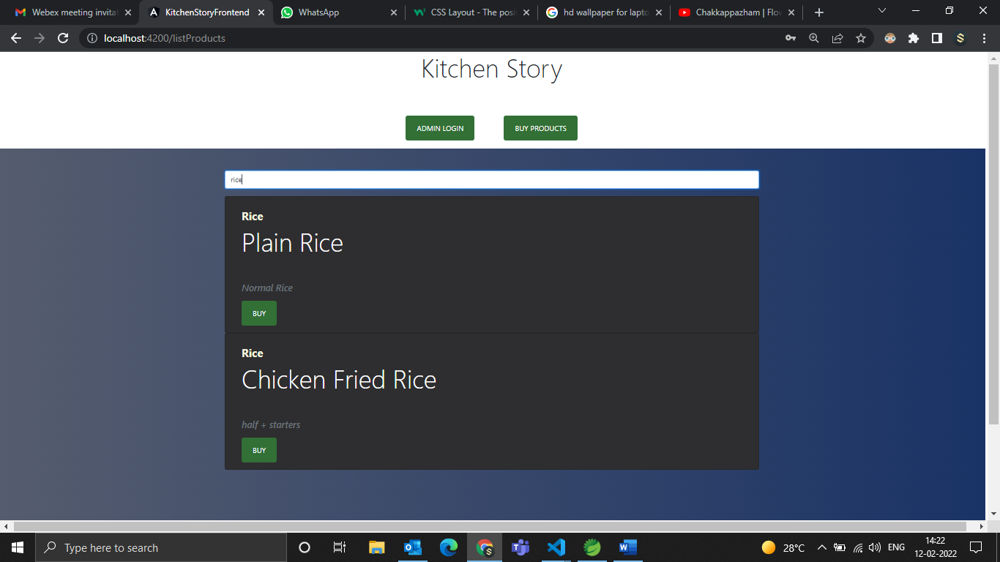 Webex meeting invita
KitchenStoryFrontend
WhatsApp
CSS Layout - The posi
hd wallpaper for lapto
Chakkappazham | Flow
localhost:4200/listProducts
Kitchen Story
ADMIN LOGIN
BUY PRODUCTS
rice
Rice
Plain Rice
Normal Rice
BUY
Rice
Chicken Fried Rice
half + starters
BUY
Type here to search
28°C
ENG
14:22
12-02-2022